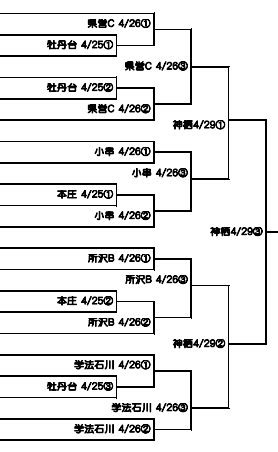 県営C 4/26①
牡丹台 4/25①
県営C 4/26③
牡丹台 4/25②
県営C 4/26②
神栖4/29①
小串 4/26①
小串 4/26③
本庄 4/25①
小串 4/26②
神栖4/29③
所沢B 4/26①
所沢B 4/26③
本庄 4/25②
所沢B 4/26②
神栖4/29②
学法石川 4/26①
牡丹台 4/25③
学法石川 4/26③
学法石川 4/26②